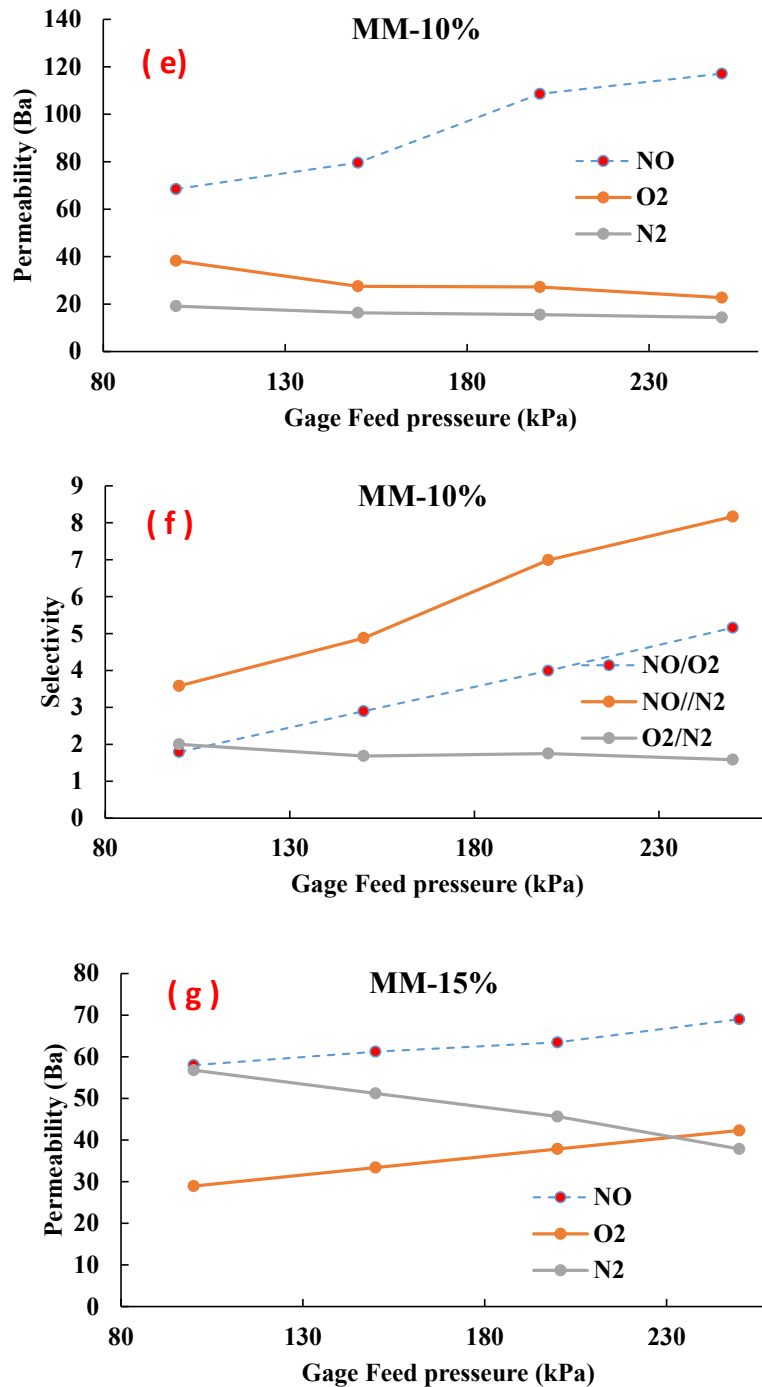 MM-10%
( e)
140
120
100
80
60
40
20
0
Permeability (Ba)
NO
O2
N2
80 130 180 230
Gage Feed presseure (kPa)
MM-10%
( f )
9
8
7
6
5
4
3
2
1
0
Selectivity
NO/O2
NO//N2
O2/N2
80 130 180 230
Gage Feed presseure (kPa)
MM-15%
( g )
80
70
60
50
40
30
20
10
0
Permeability (Ba)
NO
O2
N2
80 130 180 230
Gage Feed presseure (kPa)